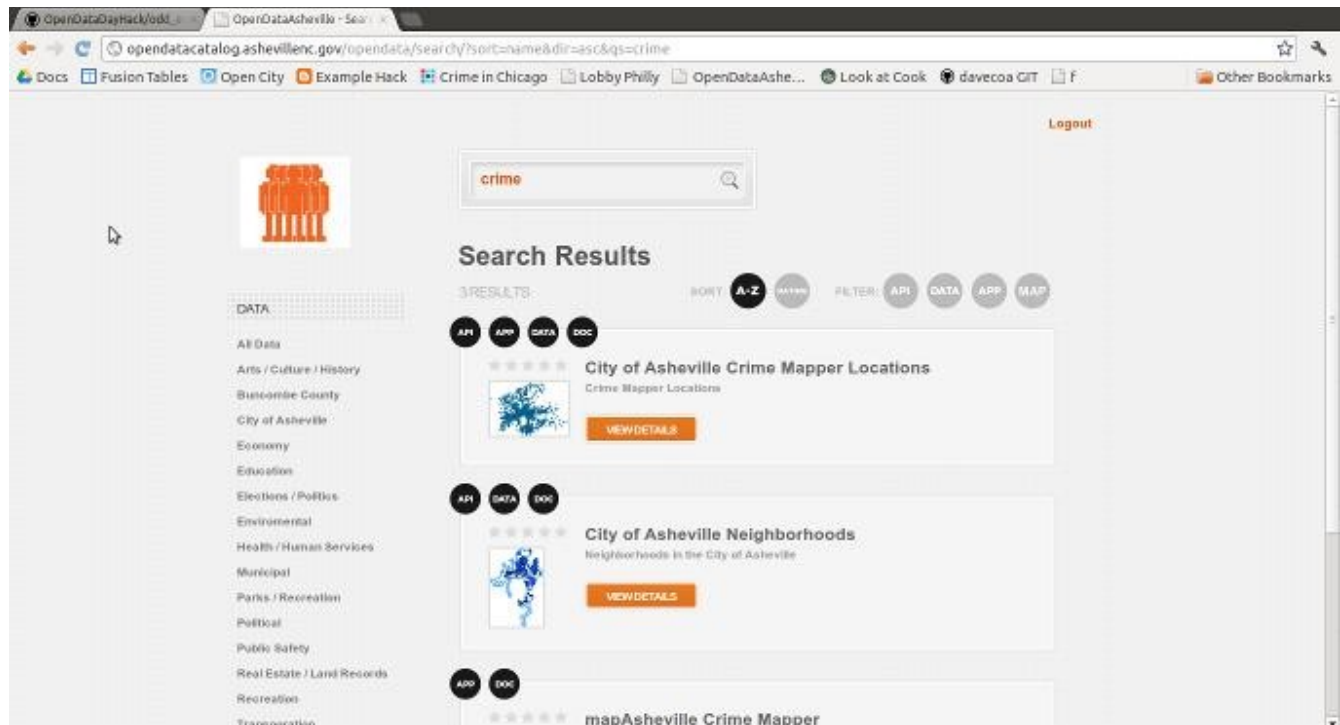 OpenDataDayHack/odd_
OpenDataAsheville - Sear
opendatacatalog.ashevillenc.gov/opendata/search/?sort=name&dir=asc&qs=crime
Docs Fusion Tables Open City Example Hack Crime in Chicago Lobby Philly OpenDataAshe... Look at Cook davecoa GIT f Other Bookmarks
Logout
crime
Search Results
3 RESULTS
SORT: A-Z
FILTER: API DATA APP MAP
DATA
All Data
Arts / Culture / History
Buncombe County
City of Asheville
Economy
Education
Elections / Politics
Enviromental
Health / Human Services
Municipal
Parks / Recreation
Political
Public Safety
Real Estate / Land Records
Recreation
API APP DATA DOC
City of Asheville Crime Mapper Locations
Crime Mapper Locations
VIEW DETAILS
API DATA DOC
City of Asheville Neighborhoods
Neighborhoods in the City of Asheville
VIEW DETAILS
APP DOC
mapAsheville Crime Mapper